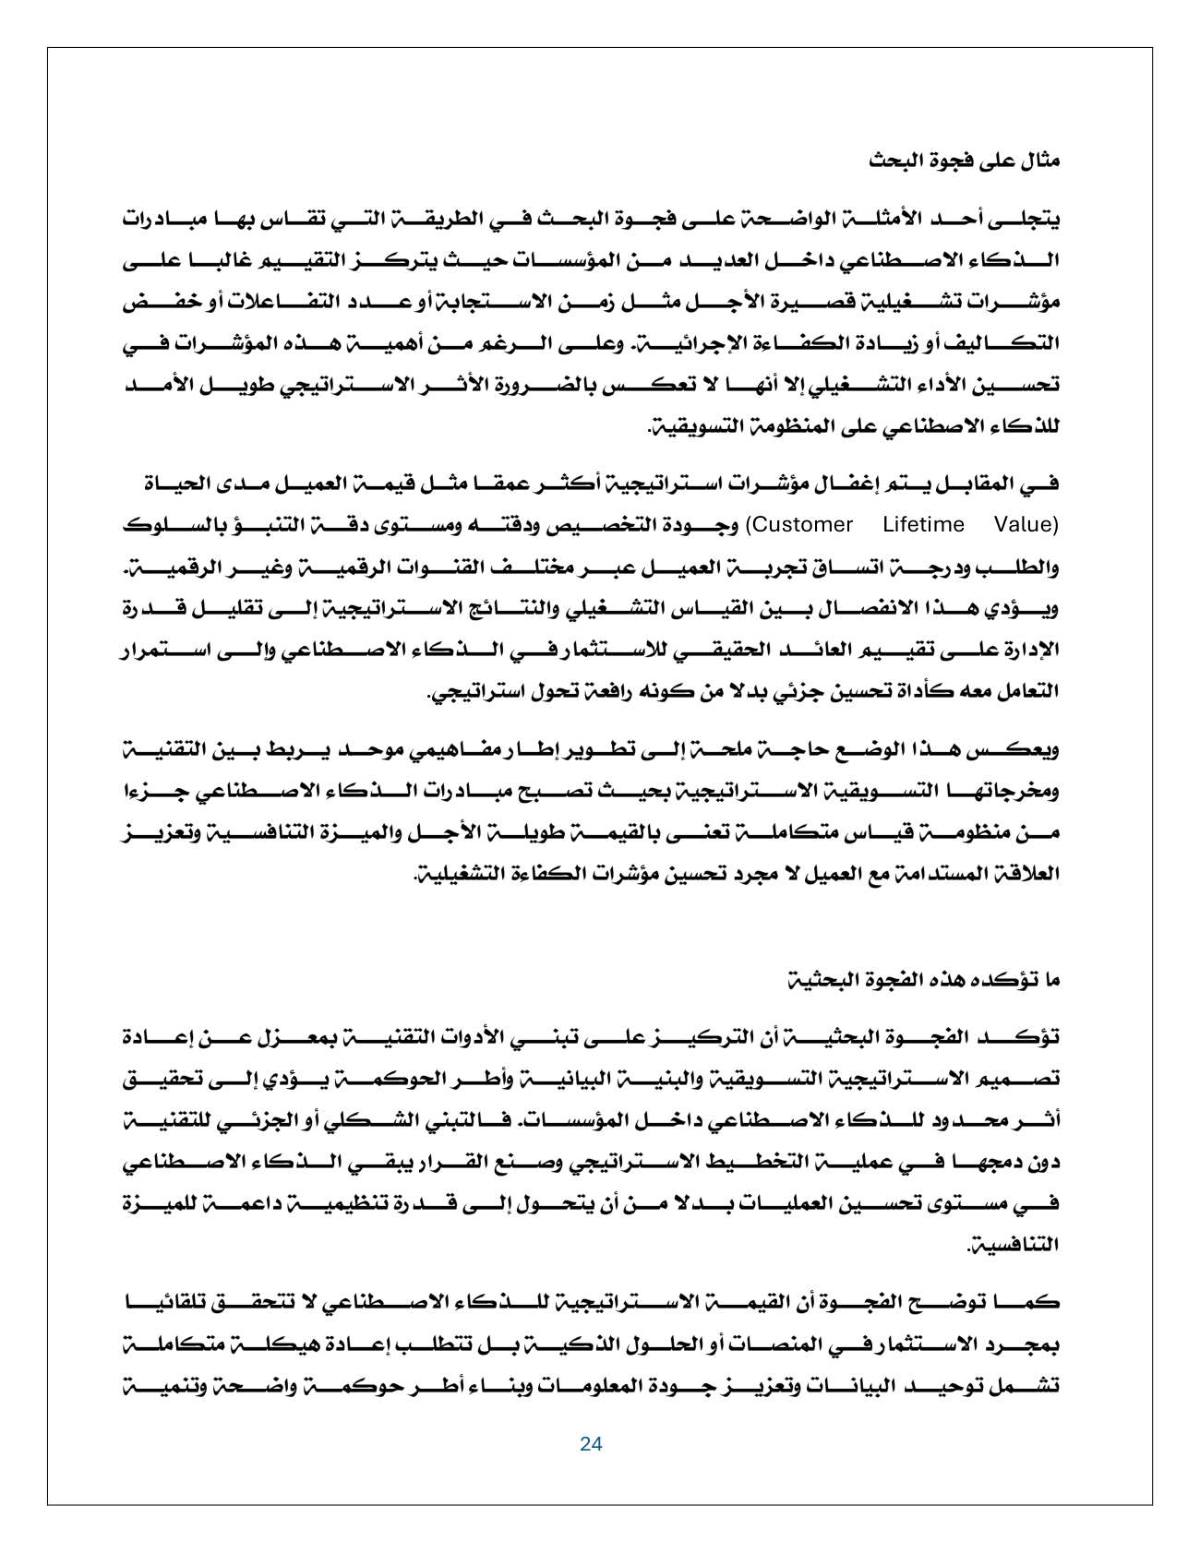 مثال على فجوة البحث
يتجلى أحد الأمثلة الواضحة على فجوة البحث في الطريقة التي تقاس بها مبادرات
الذكاء الاصطناعي داخل العديد من المؤسسات حيث يتركز التقييم غالبا على
مؤشرات تشغيلية قصيرة الأجل مثل زمن الاستجابة أو عدد التفاعلات أو خفض
التكاليف أو زيادة الكفاءة الإجرائية. وعلى الرغم من أهمية هذه المؤشرات في
تحسين الأداء التشغيلي إلا أنها لا تعكس بالضرورة الأثر الاستراتيجي طويل الأمد
للذكاء الاصطناعي على المنظومة التسويقية.
في المقابل يتم إغفال مؤشرات استراتيجية أكثر عمقا مثل قيمة العميل مدى الحياة
(Customer Lifetime Value) وجودة التخصيص ودقته ومستوى دقة التنبؤ بالسلوك
والطلب ودرجة اتساق تجربة العميل عبر مختلف القنوات الرقمية وغير الرقمية.
ويؤدي هذا الانفصال بين القياس التشغيلي والنتائج الاستراتيجية إلى تقليل قدرة
الإدارة على تقييم العائد الحقيقي للاستثمار في الذكاء الاصطناعي وإلى استمرار
التعامل معه كأداة تحسين جزئي بدلا من كونه رافعة تحول استراتيجي.
ويعكس هذا الوضع حاجة ملحة إلى تطوير إطار مفاهيمي موحد يربط بين التقنية
ومخرجاتها التسويقية الاستراتيجية بحيث تصبح مبادرات الذكاء الاصطناعي جزءا
من منظومة قياس متكاملة تعنى بالقيمة طويلة الأجل والميزة التنافسية وتعزيز
العلاقة المستدامة مع العميل لا مجرد تحسين مؤشرات الكفاءة التشغيلية.
ما تؤكده هذه الفجوة البحثية
تؤكد الفجوة البحثية أن التركيز على تبني الأدوات التقنية بمعزل عن إعادة
تصميم الاستراتيجية التسويقية والبنية البيانية وأطر الحوكمة يؤدي إلى تحقيق
أثر محدود للذكاء الاصطناعي داخل المؤسسات. فالتبني الشكلي أو الجزئي للتقنية
دون دمجها في عملية التخطيط الاستراتيجي وصنع القرار يبقي الذكاء الاصطناعي
في مستوى تحسين العمليات بدلا من أن يتحول إلى قدرة تنظيمية داعمة للميزة
التنافسية.
كما توضح الفجوة أن القيمة الاستراتيجية للذكاء الاصطناعي لا تتحقق تلقائيا
بمجرد الاستثمار في المنصات أو الحلول الذكية بل تتطلب إعادة هيكلة متكاملة
تشمل توحيد البيانات وتعزيز جودة المعلومات وبناء أطر حوكمة واضحة وتنمية
24